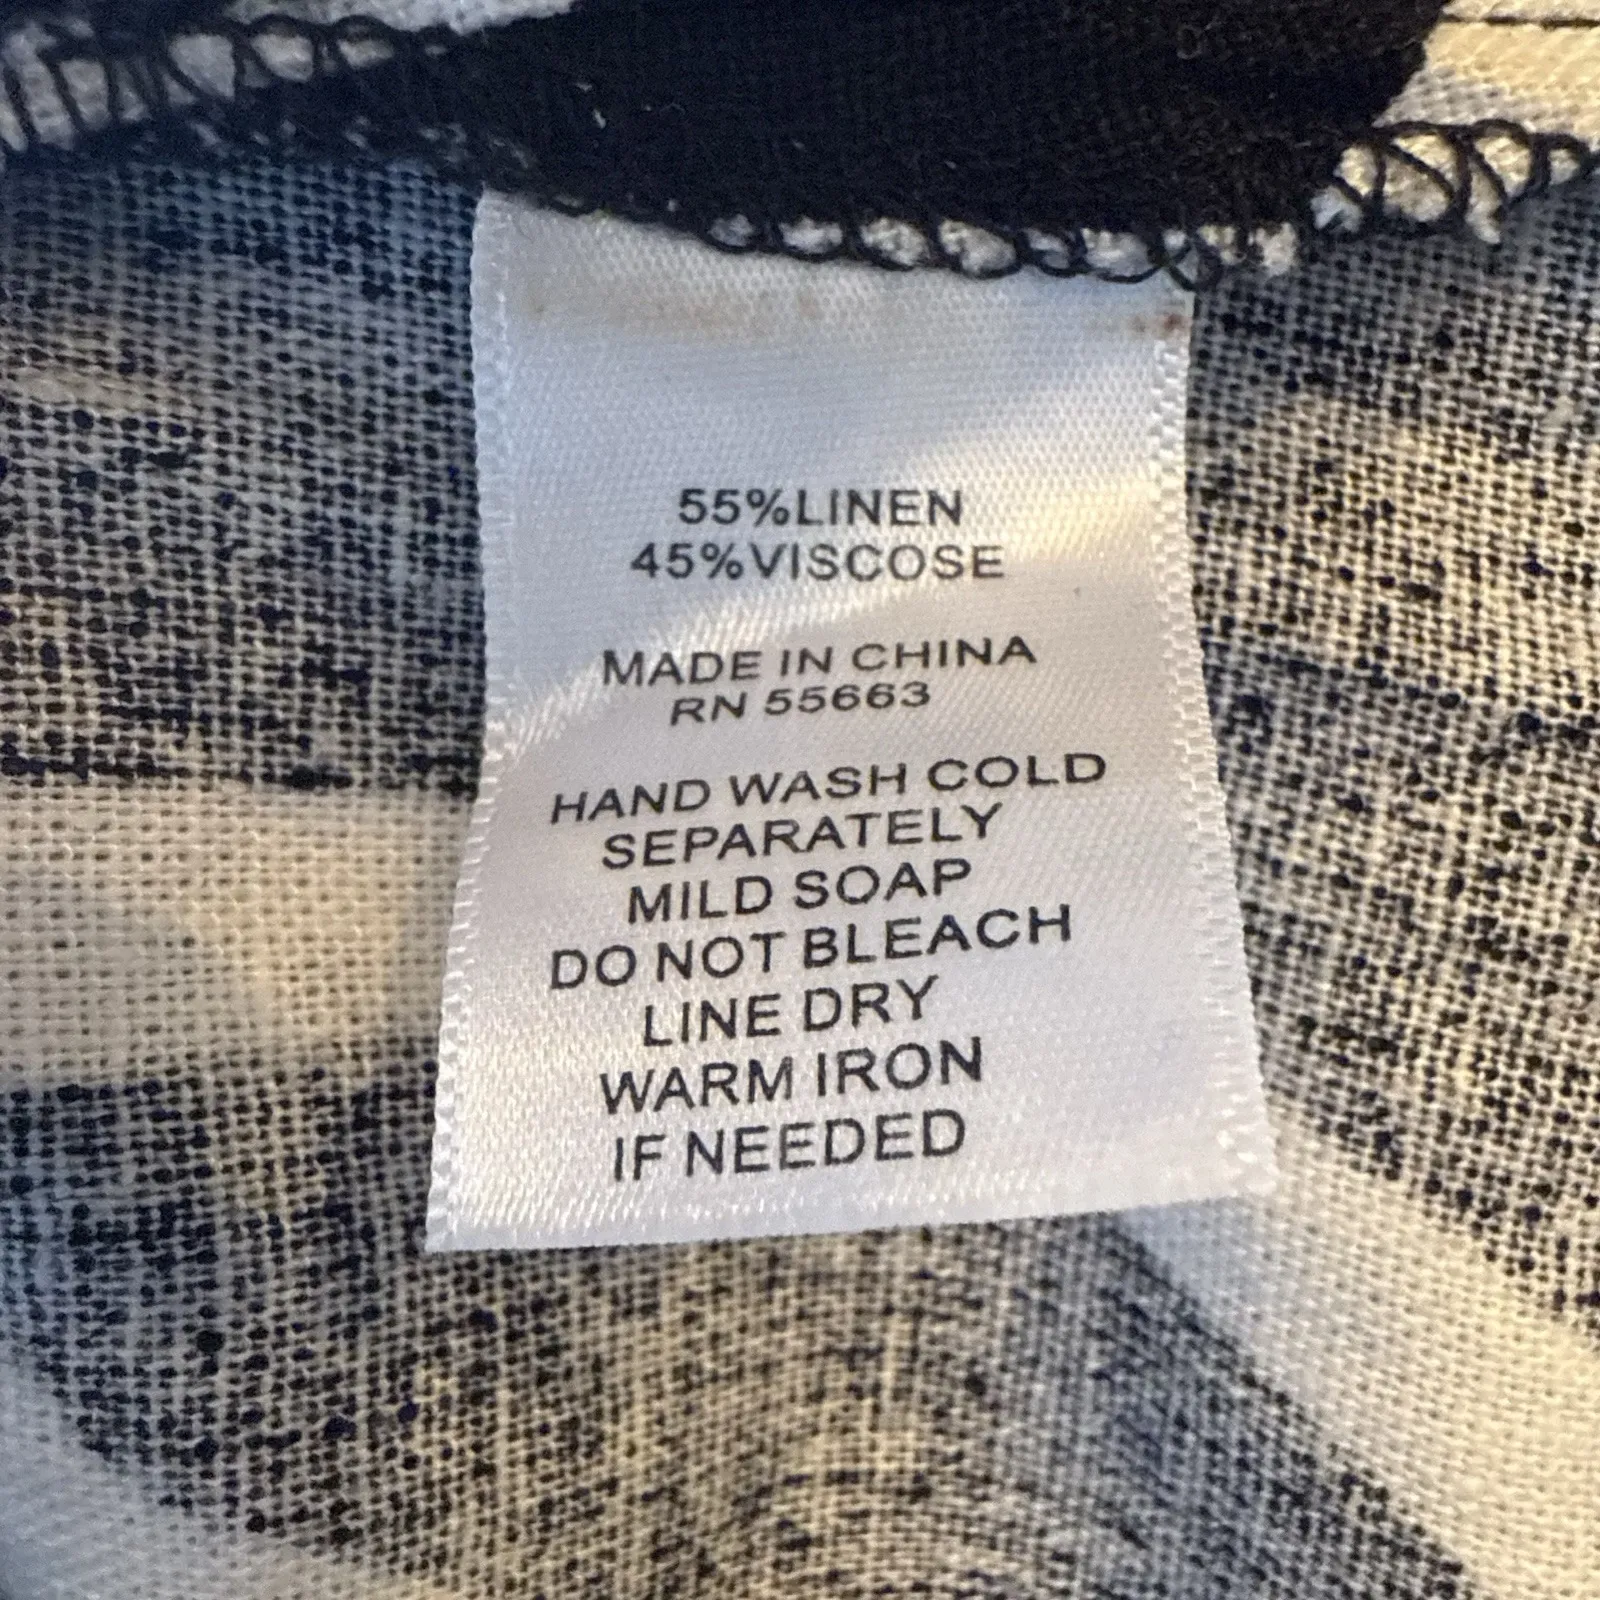 55%LINEN
45%VISCOSE
MADE IN CHINA
RN 55663
HAND WASH COLD
SEPARATELY
MILD SOAP
DO NOT BLEACH
LINE DRY
WARM IRON
IF NEEDED